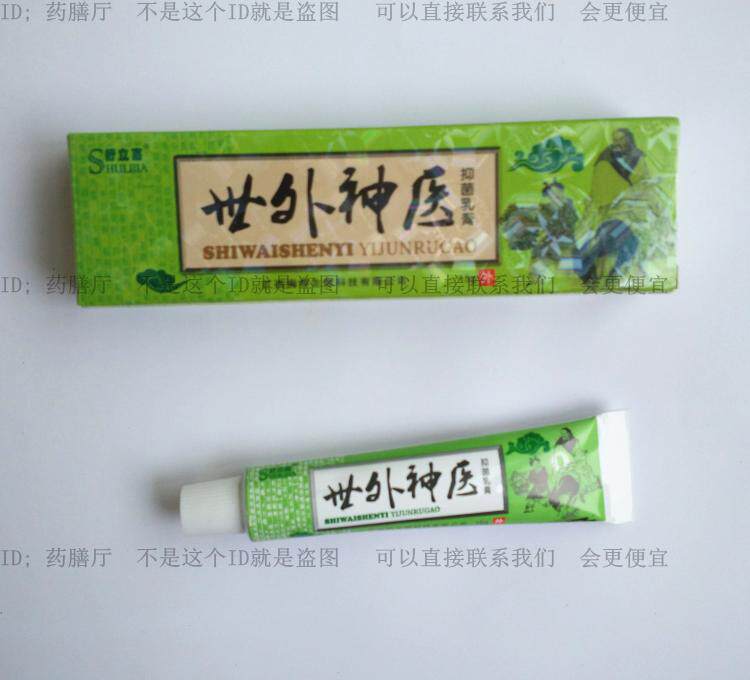 ID; 药膳厅 不是这个ID就是盗图 可以直接联系我们 会更便宜
舒立百
SHULIBIA
世外神医
抑菌乳膏
SHIWAISHENYI YIJUNRUGAO
外
ID; 药膳厅 不是这个ID就是盗图 可以直接联系我们 会更便宜
世外神医
抑菌乳膏
SHIWAISHENYI YIJUNRUGAO
外
ID; 药膳厅 不是这个ID就是盗图 可以直接联系我们 会更便宜